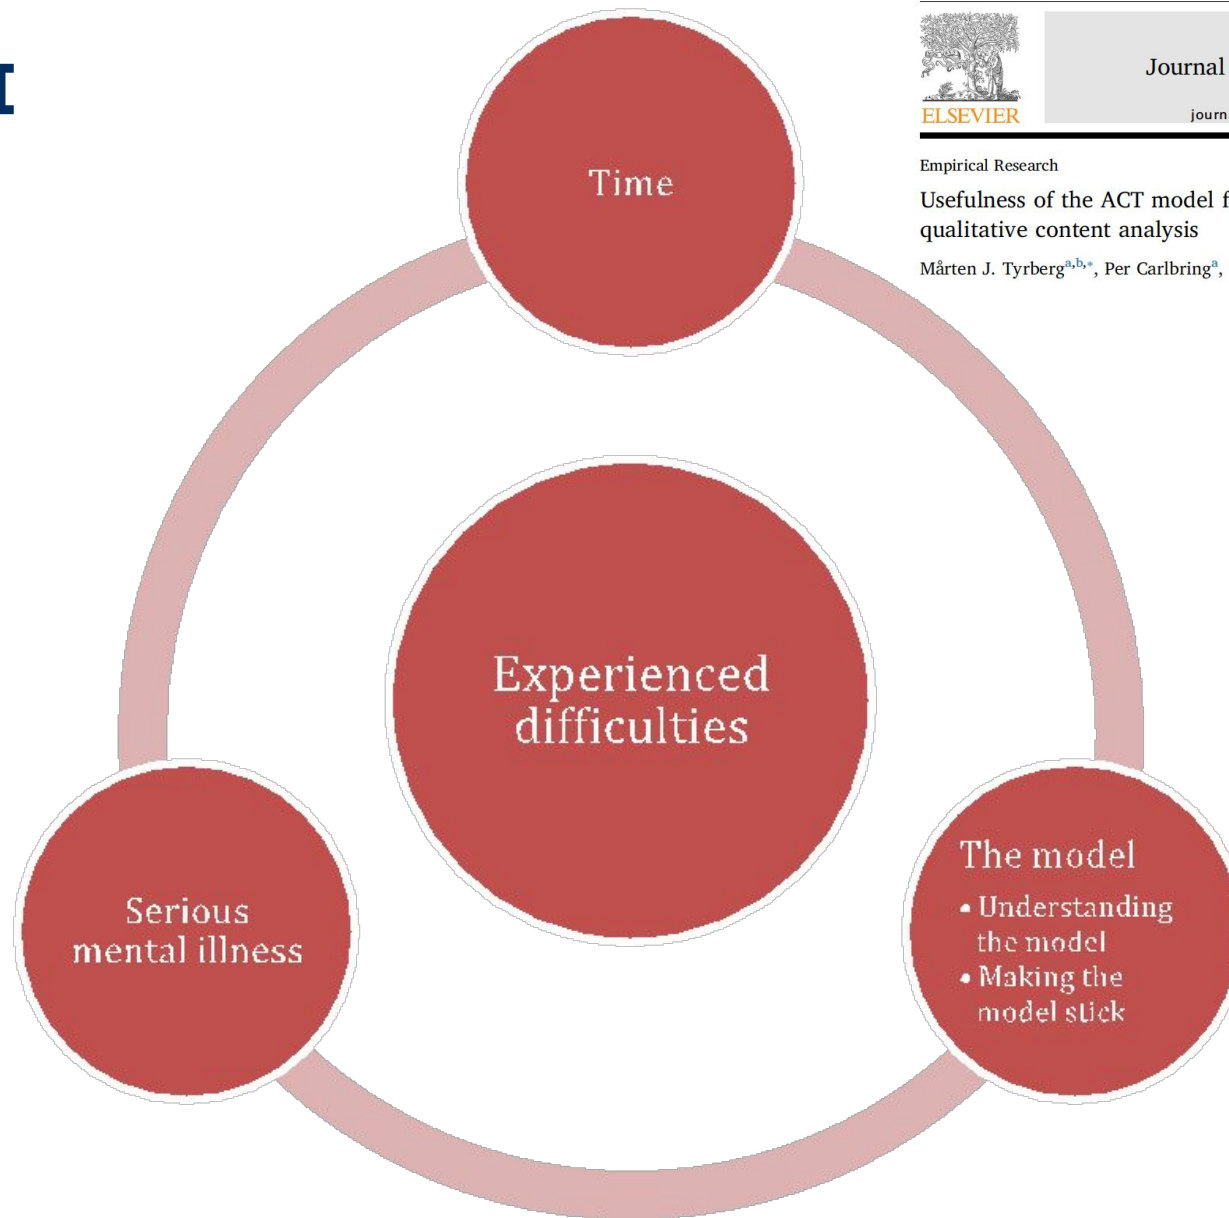 Time
Experienced
difficulties
Serious
mental illness
The model
• Understanding
the model
• Making the
model stick
ELSEVIER
Journal
journ
Empirical Research
Usefulness of the ACT model f
qualitative content analysis
Mårten J. Tyrberg a,b,*, Per Carlbring a,